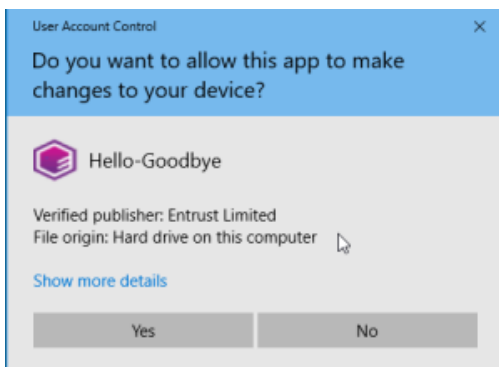 User Account Control
Do you want to allow this app to make
changes to your device?
Hello-Goodbye
Verified publisher: Entrust Limited
File origin: Hard drive on this computer
Show more details
Yes
No